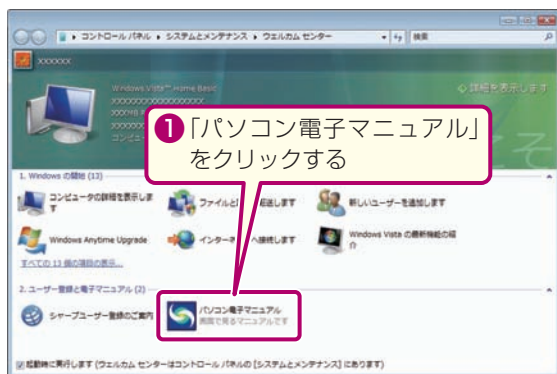 コントロール パネル ▸ システムとメンテナンス ▸ ウェルカム センター
検索
xxxxxx
Windows Vista™ Home Basic
詳細を表示します
XXXXXXXXXXXXXXXXXX
❶「パソコン電子マニュアル」
をクリックする
1. Windows の開始 (13)
コンピュータの詳細を表示しま
す
ファイルと
転送します
新しいユーザーを追加します
Windows Anytime Upgrade
インターネ
へ接続します
Windows Vista の最新機能の紹
介
すべての 13 個の項目の表示...
2. ユーザー登録と電子マニュアル (2)
シャープユーザー登録のご案内
パソコン電子マニュアル
画面で見るマニュアルです
起動時に実行します (ウェルカム センターはコントロール パネルの [システムとメンテナンス] にあります)